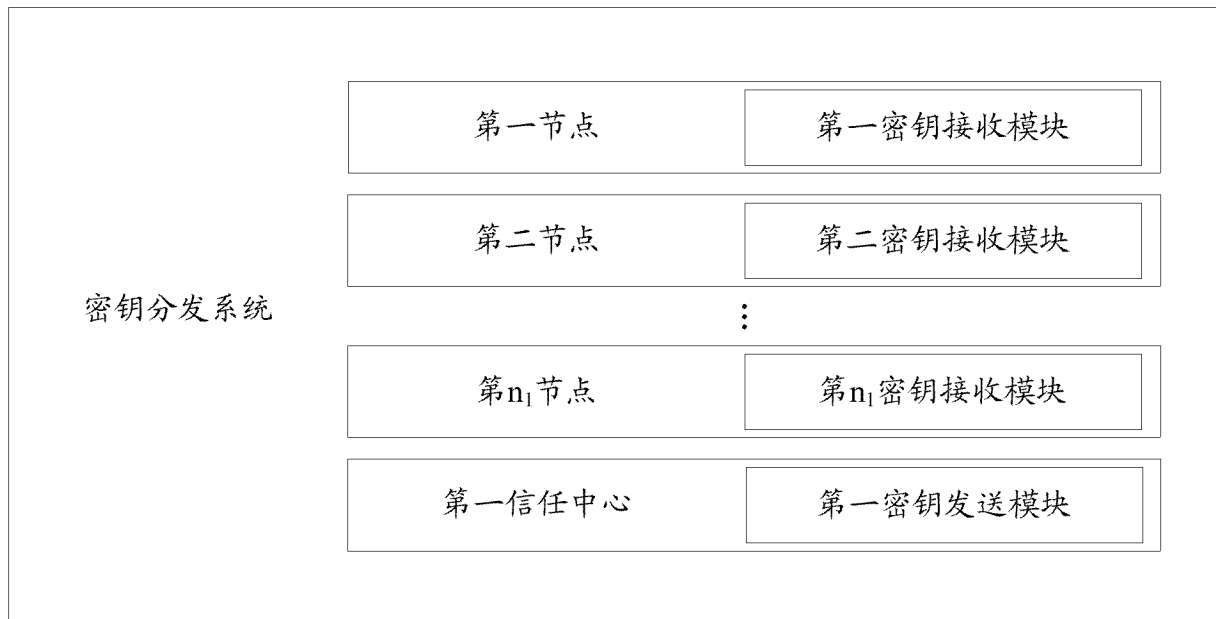 第一节点 第一密钥接收模块
第二节点 第二密钥接收模块
密钥分发系统
⋮
第n₁节点 第n₁密钥接收模块
第一信任中心 第一密钥发送模块